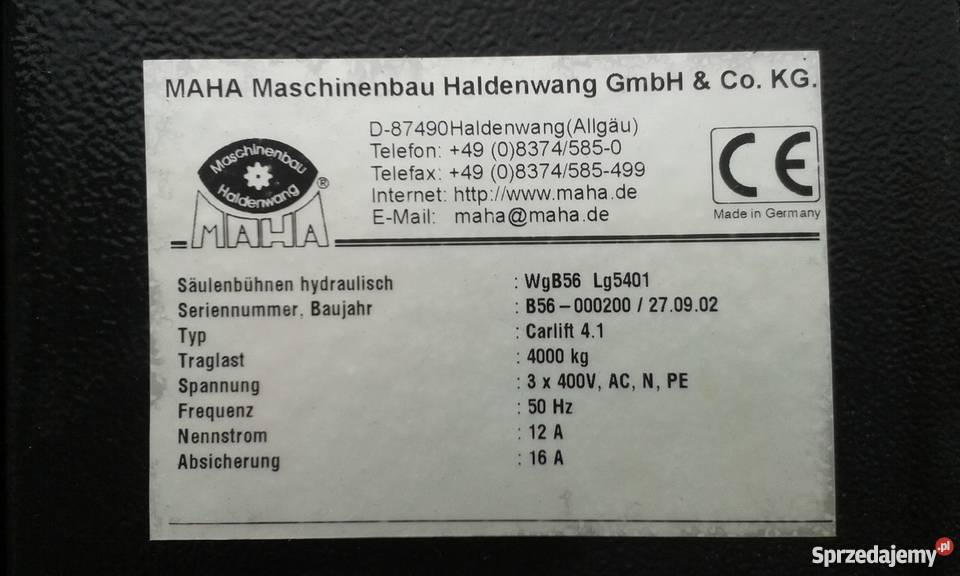 MAHA Maschinenbau Haldenwang GmbH & Co. KG.
D-87490Haldenwang(Allgäu)
Telefon: +49 (0)8374/585-0
Telefax: +49 (0)8374/585-499
Internet: http://www.maha.de
E-Mail: maha@maha.de
Maschinenbau
Haldenwang
MAHA ®
CE
Made in Germany
Säulenbühnen hydraulisch : WgB56 Lg5401
Seriennummer, Baujahr : B56-000200 / 27.09.02
Typ : Carlift 4.1
Traglast : 4000 kg
Spannung : 3 x 400V, AC, N, PE
Frequenz : 50 Hz
Nennstrom : 12 A
Absicherung : 16 A
Sprzedajemy.pl